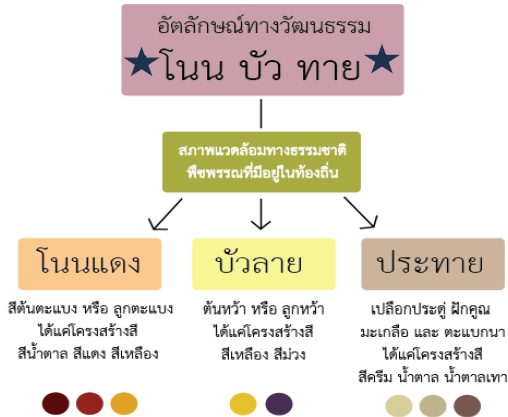 อัตลักษณ์ทางวัฒนธรรม
โนน บัว ทาย
สภาพแวดล้อมทางธรรมชาติ
พืชพรรณที่มีอยู่ในท้องถิ่น
โนนแดง
สีต้นตะแบง หรือ ลูกตะแบง
ได้แค่โครงสร้างสี
สีน้ำตาล สีแดง สีเหลือง
บัวลาย
ต้นหว้า หรือ ลูกหว้า
ได้แค่โครงสร้างสี
สีเหลือง สีม่วง
ประทาย
เปลือกประดู่ ฝักคูณ
มะเกลือ และ ตะแบกนา
ได้แค่โครงสร้างสี
สีครีม น้ำตาล น้ำตาลเทา